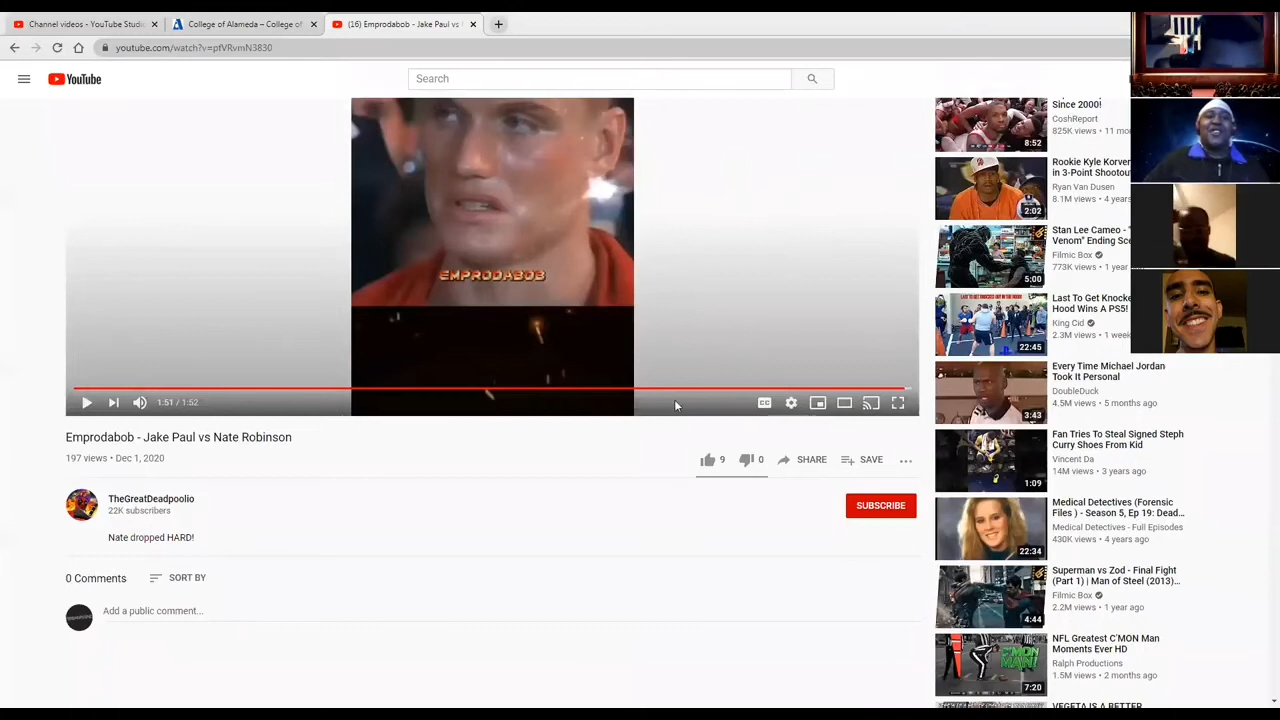 Channel videos - YouTube Studio
College of Alameda – College of
(16) Emprodabob - Jake Paul vs
youtube.com/watch?v=pfVRvmN3830
YouTube
Search
EMPRODABOB
1:51 / 1:52
CC
Emprodabob - Jake Paul vs Nate Robinson
197 views • Dec 1, 2020
9
0
SHARE
SAVE
TheGreatDeadpoolio
22K subscribers
SUBSCRIBE
Nate dropped HARD!
0 Comments
SORT BY
Add a public comment...
Since 2000!
CoshReport
825K views • 11 mo
8:52
Rookie Kyle Korver
in 3-Point Shootou
Ryan Van Dusen
8.1M views • 4 years
2:02
Stan Lee Cameo - "
Venom" Ending Sce
Filmic Box
773K views • 1 year
5:00
Last To Get Knocke
Hood Wins A PS5!
King Cid
2.3M views • 1 week
22:45
Every Time Michael Jordan
Took It Personal
DoubleDuck
4.5M views • 5 months ago
3:43
Fan Tries To Steal Signed Steph
Curry Shoes From Kid
Vincent Da
14M views • 3 years ago
1:09
Medical Detectives (Forensic
Files ) - Season 5, Ep 19: Dead...
Medical Detectives - Full Episodes
430K views • 4 years ago
22:34
Superman vs Zod - Final Fight
(Part 1) | Man of Steel (2013)...
Filmic Box
2.2M views • 1 year ago
4:44
NFL Greatest C'MON Man
Moments Ever HD
Ralph Productions
1.5M views • 2 months ago
C'MON
MAN!
7:20
VEGETA IS A BETTER